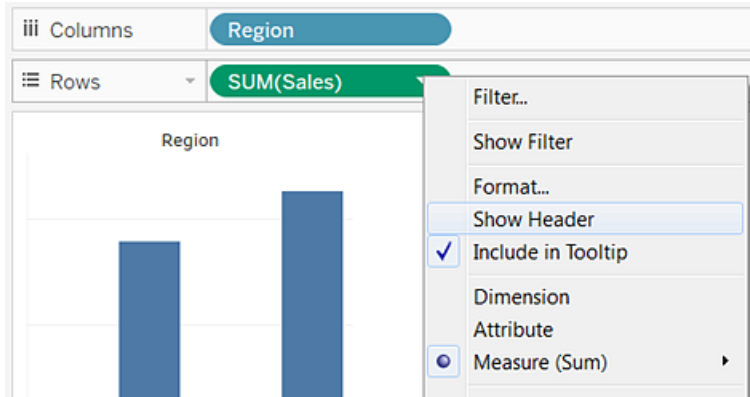 Columns
Region
Rows
SUM(Sales)
Region
Filter...
Show Filter
Format...
Show Header
Include in Tooltip
Dimension
Attribute
Measure (Sum)